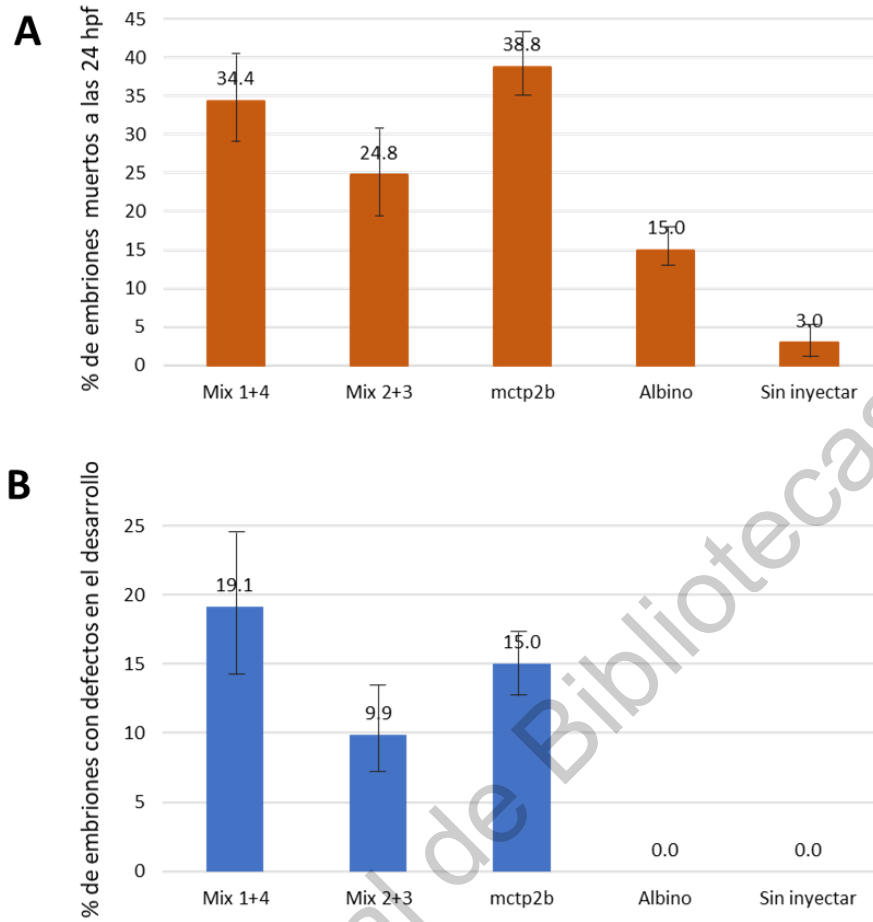 A
% de embriones muertos a las 24 hpf
45
40
35
30
25
20
15
10
5
0
34.4
24.8
38.8
15.0
3.0
Mix 1+4
Mix 2+3
mctp2b
Albino
Sin inyectar
B
% de embriones con defectos en el desarrollo
25
20
15
10
5
0
19.1
9.9
15.0
0.0
0.0
Mix 1+4
Mix 2+3
mctp2b
Albino
Sin inyectar
al de Bibliotecas